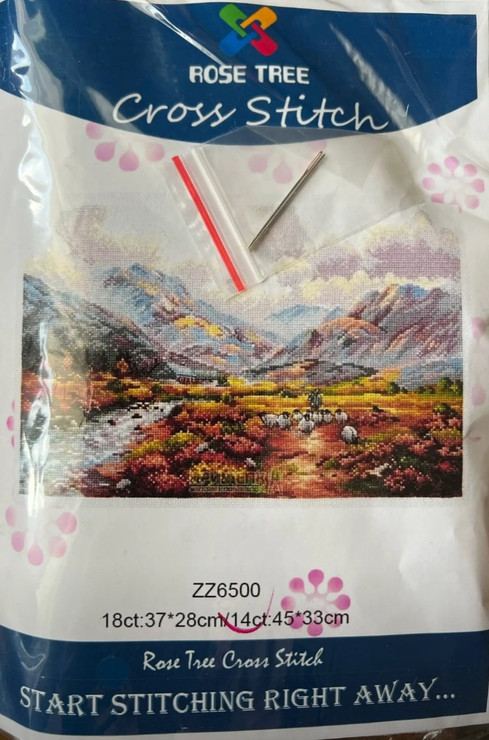 ROSE TREE
Cross Stitch
ZZ6500
18ct:37*28cm/14ct:45*33cm
Rose Tree Cross Stitch
START STITCHING RIGHT AWAY...